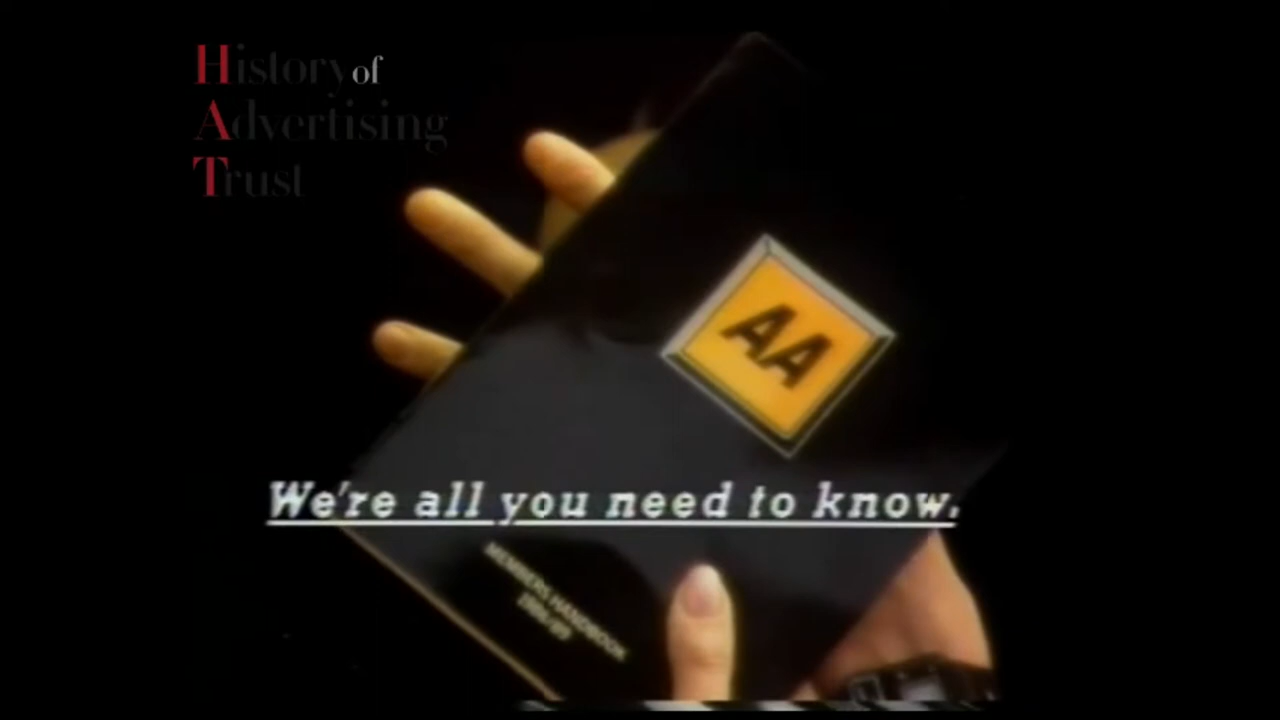 History of
Advertising
Trust
AA
We're all you need to know.
MEMBERS HANDBOOK